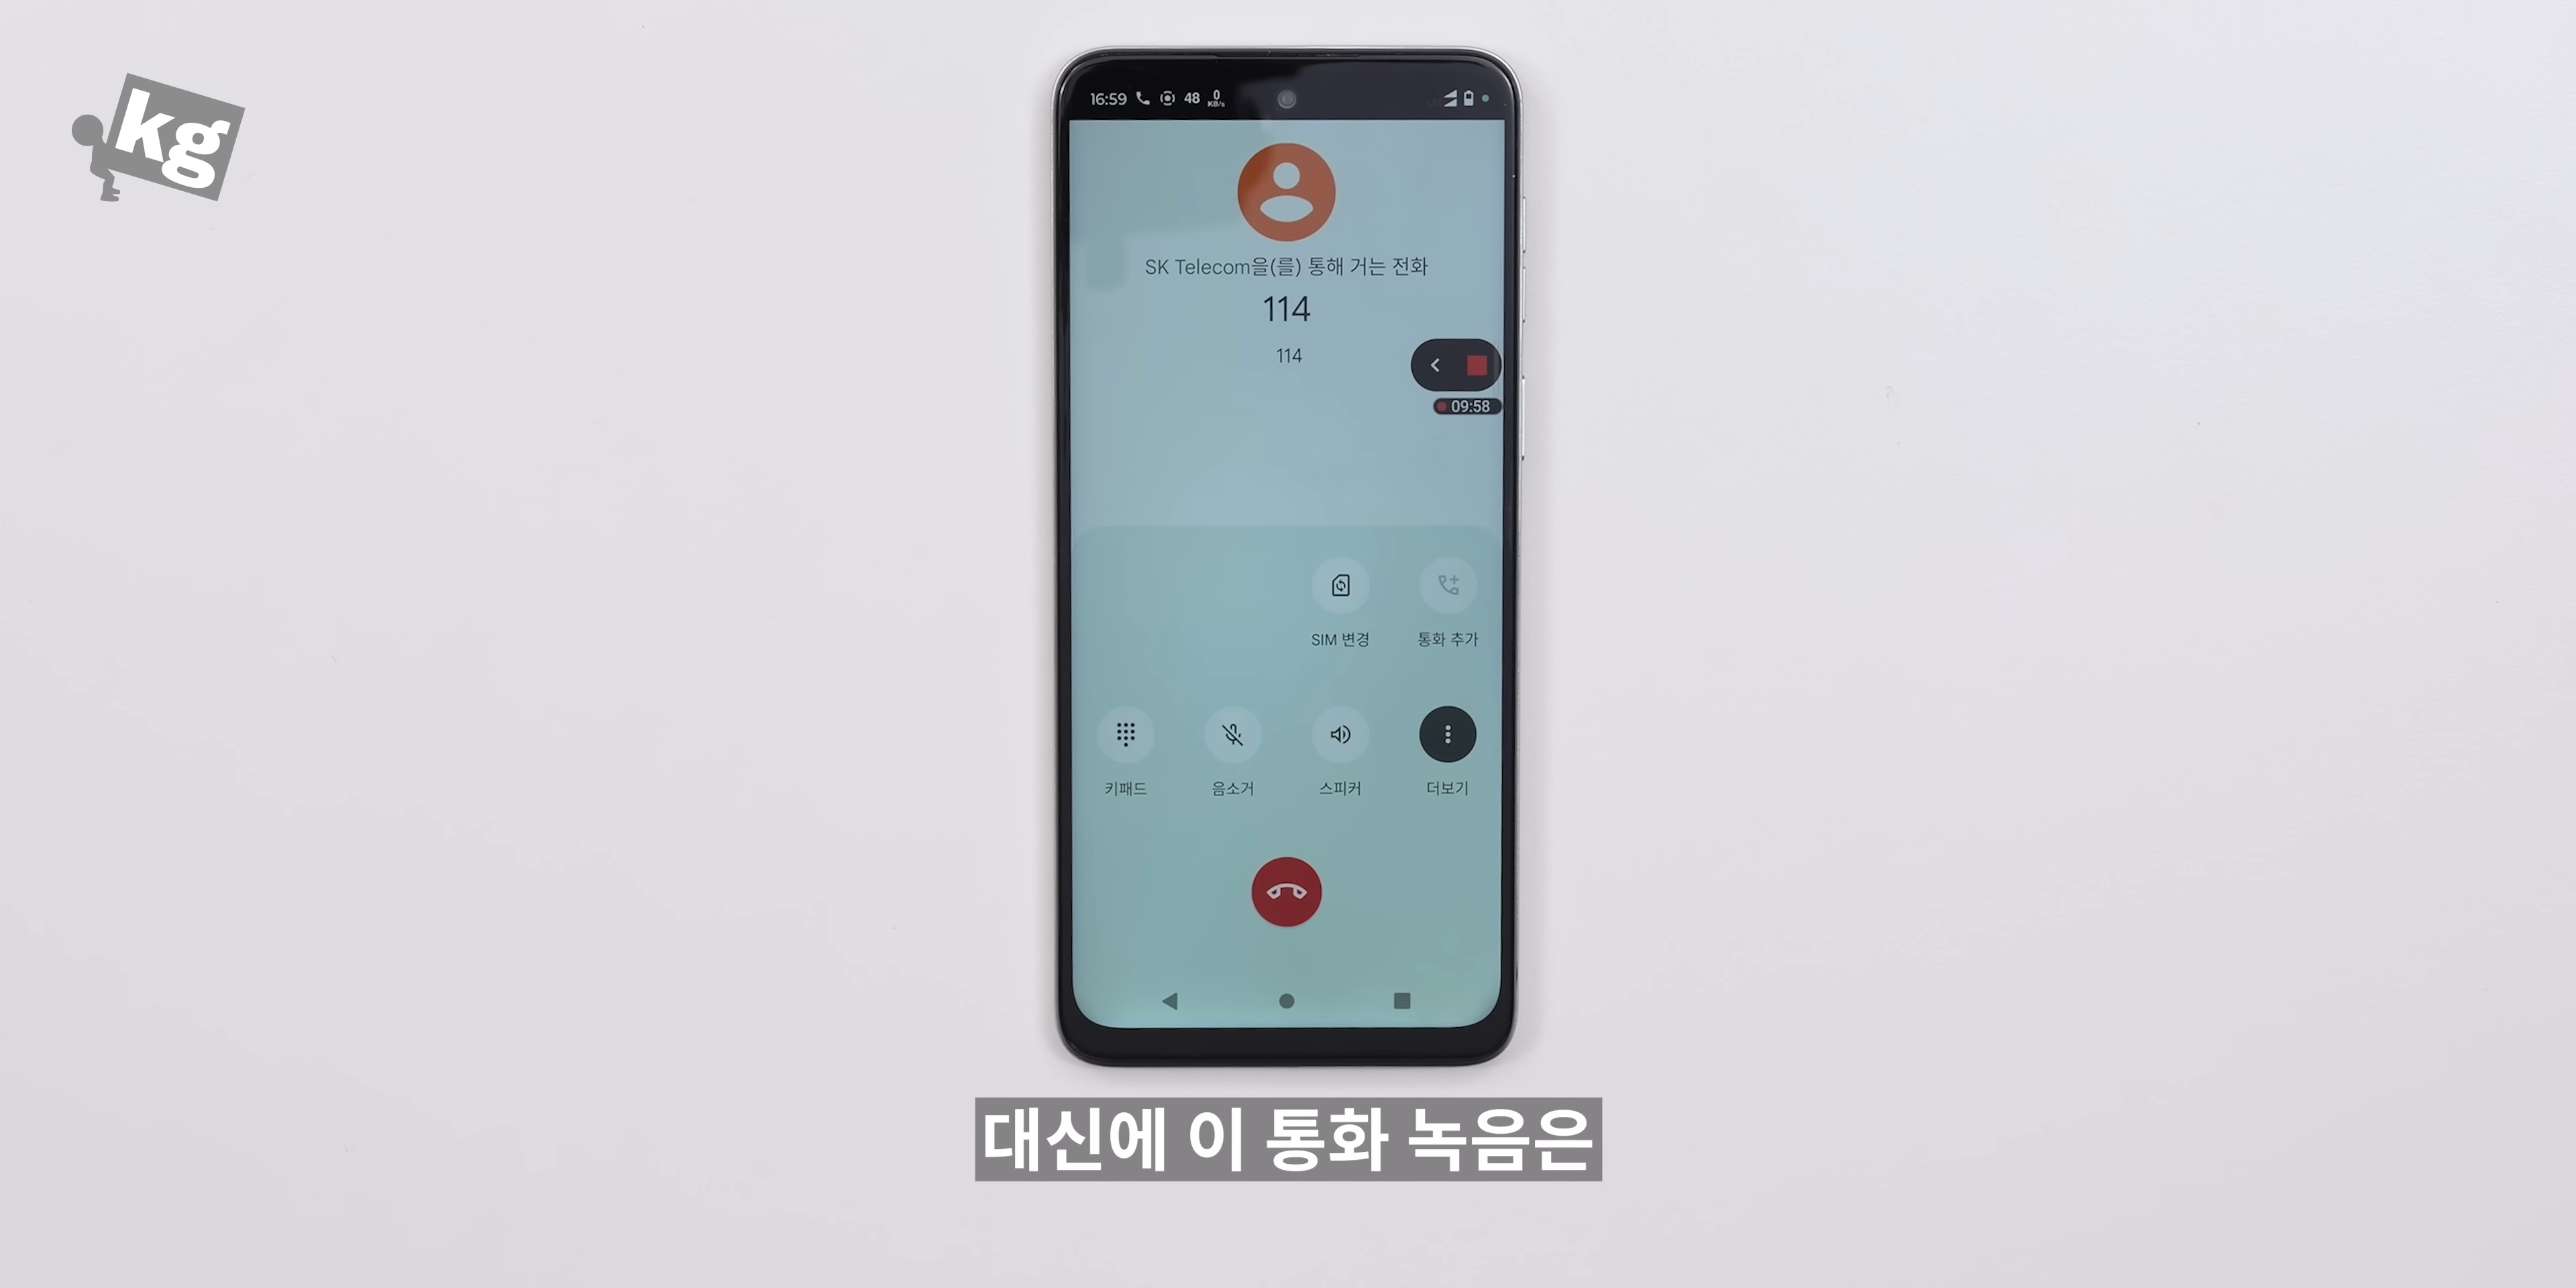 kg
16:59 48 0 KB/s
SK Telecom을(를) 통해 거는 전화
114
114
09:58
SIM 변경 통화 추가
키패드 음소거 스피커 더보기
대신에 이 통화 녹음은